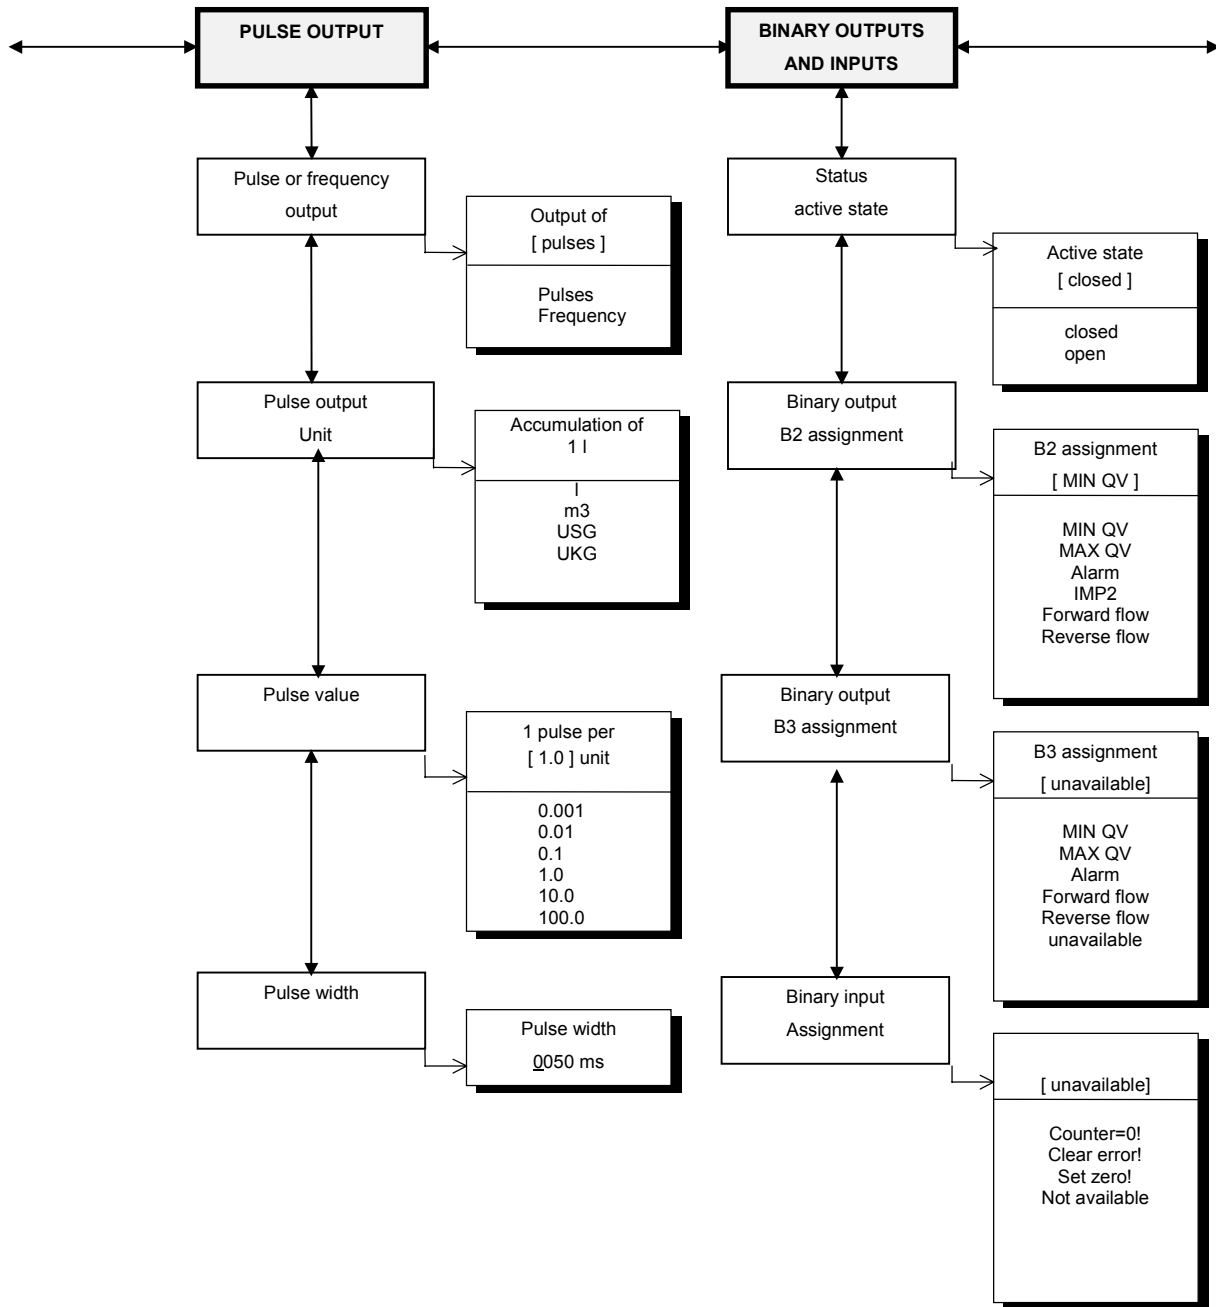 PULSE OUTPUT
Pulse or frequency
output
Output of
[ pulses ]
Pulses
Frequency
Pulse output
Unit
Accumulation of
1 l
l
m3
USG
UKG
Pulse value
1 pulse per
[ 1.0 ] unit
0.001
0.01
0.1
1.0
10.0
100.0
Pulse width
Pulse width
0050 ms
BINARY OUTPUTS
AND INPUTS
Status
active state
Active state
[ closed ]
closed
open
Binary output
B2 assignment
B2 assignment
[ MIN QV ]
MIN QV
MAX QV
Alarm
IMP2
Forward flow
Reverse flow
Binary output
B3 assignment
B3 assignment
[ unavailable]
MIN QV
MAX QV
Alarm
Forward flow
Reverse flow
unavailable
Binary input
Assignment
[ unavailable]
Counter=0!
Clear error!
Set zero!
Not available